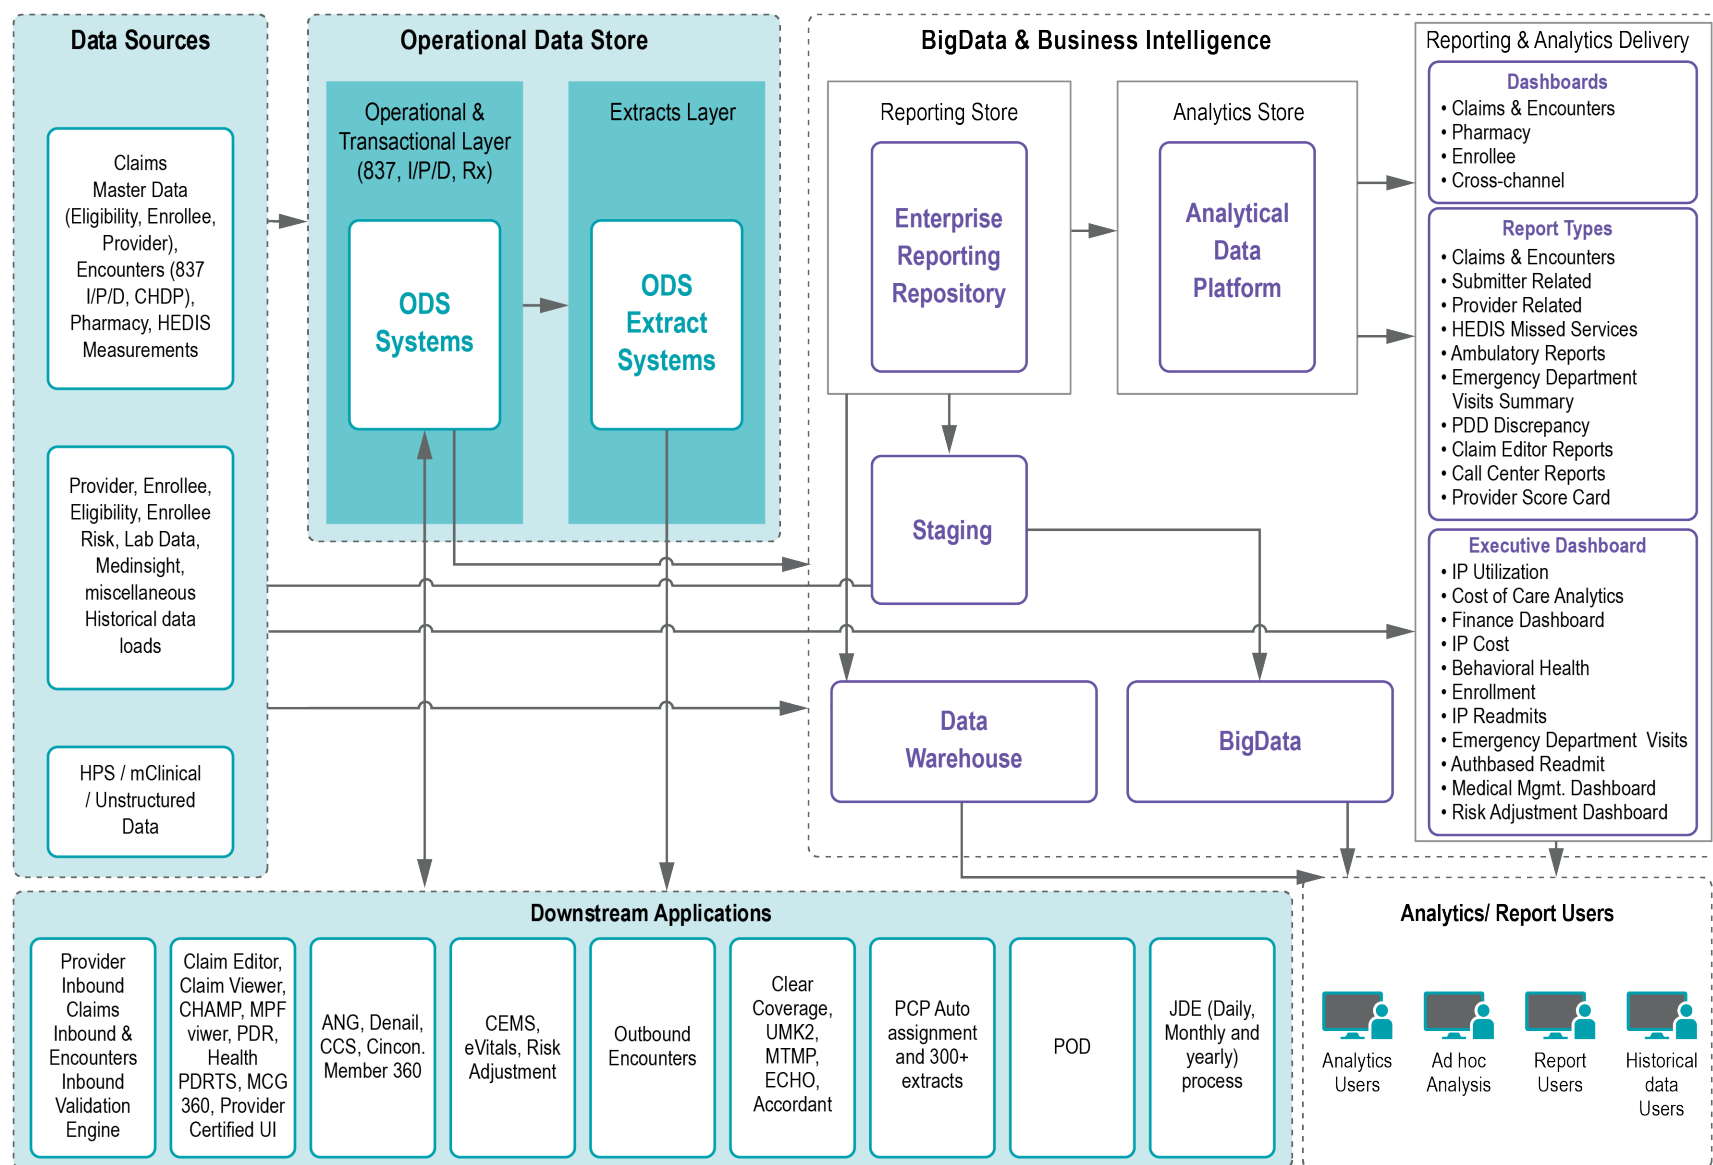 Data Sources
Claims
Master Data
(Eligibility, Enrollee,
Provider),
Encounters (837
I/P/D, CHDP),
Pharmacy, HEDIS
Measurements
Provider, Enrollee,
Eligibility, Enrollee
Risk, Lab Data,
Medinsight,
miscellaneous
Historical data
loads
HPS / mClinical
/ Unstructured
Data
Operational Data Store
Operational &
Transactional Layer
(837, I/P/D, Rx)
ODS
Systems
Extracts Layer
ODS
Extract
Systems
BigData & Business Intelligence
Reporting Store
Enterprise
Reporting
Repository
Analytics Store
Analytical
Data
Platform
Staging
Data
Warehouse
BigData
Reporting & Analytics Delivery
Dashboards
• Claims & Encounters
• Pharmacy
• Enrollee
• Cross-channel
Report Types
• Claims & Encounters
• Submitter Related
• Provider Related
• HEDIS Missed Services
• Ambulatory Reports
• Emergency Department
Visits Summary
• PDD Discrepancy
• Claim Editor Reports
• Call Center Reports
• Provider Score Card
Executive Dashboard
• IP Utilization
• Cost of Care Analytics
• Finance Dashboard
• IP Cost
• Behavioral Health
• Enrollment
• IP Readmits
• Emergency Department  Visits
• Authbased Readmit
• Medical Mgmt. Dashboard
• Risk Adjustment Dashboard
Downstream Applications
Provider
Inbound
Claims
Inbound &
Encounters
Inbound
Validation
Engine
Claim Editor,
Claim Viewer,
CHAMP, MPF
viwer, PDR,
Health
PDRTS, MCG
360, Provider
Certified UI
ANG, Denail,
CCS, Cincon.
Member 360
CEMS,
eVitals, Risk
Adjustment
Outbound
Encounters
Clear
Coverage,
UMK2,
MTMP,
ECHO,
Accordant
PCP Auto
assignment
and 300+
extracts
POD
JDE (Daily,
Monthly and
yearly)
process
Analytics/ Report Users
Analytics
Users
Ad hoc
Analysis
Report
Users
Historical
data
Users